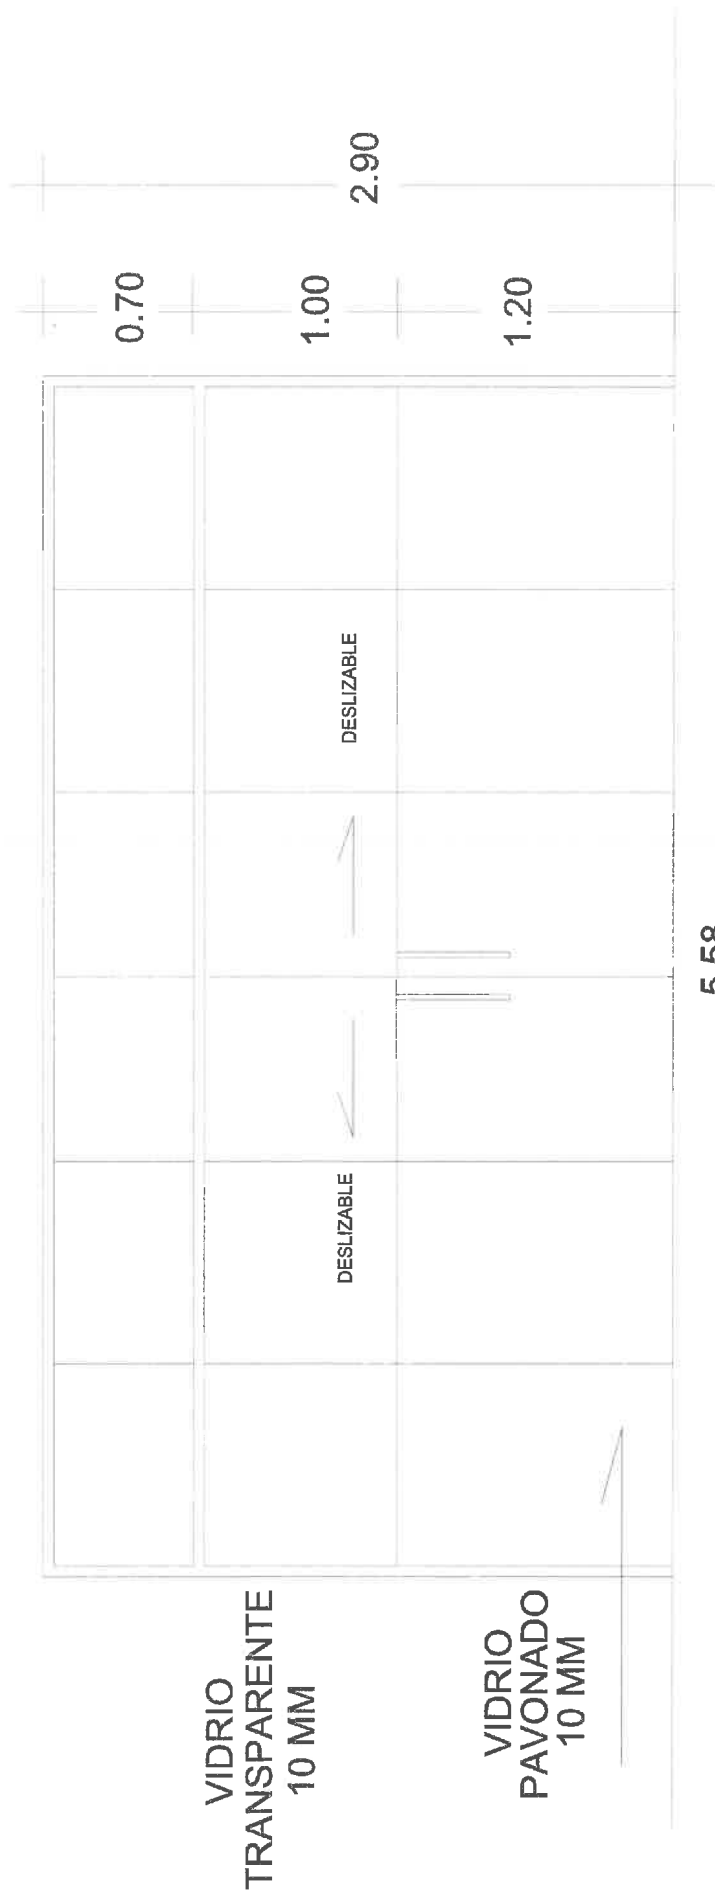 VIDRIO
TRANSPARENTE
10 MM
VIDRIO
PAVONADO
10 MM
DESLIZABLE
DESLIZABLE
0.70
1.00
1.20
2.90
5.58